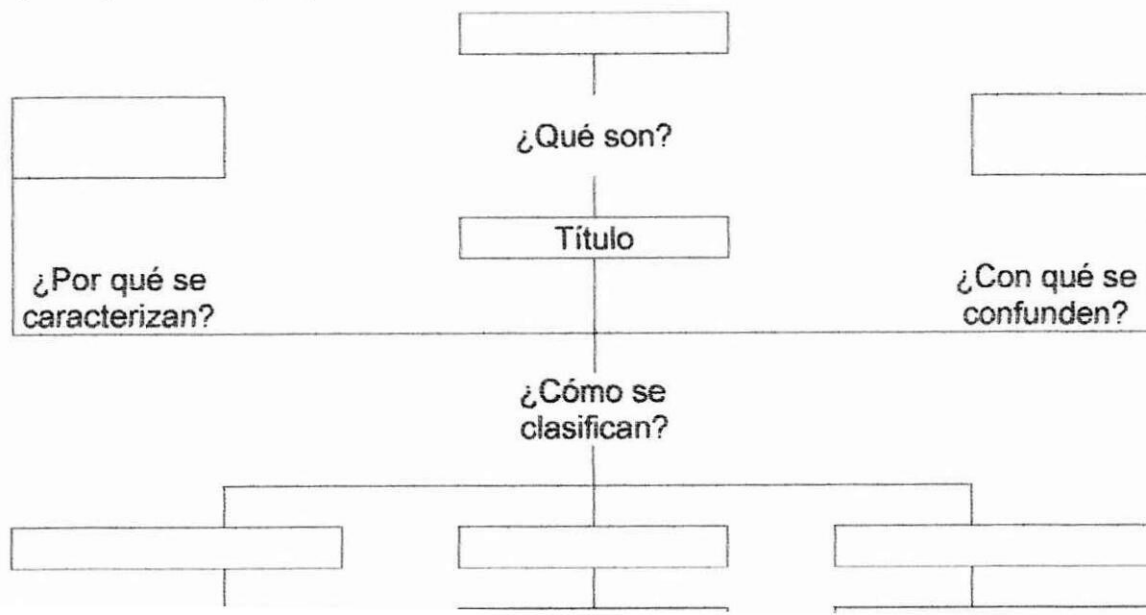 ¿Qué son?
Título
¿Por qué se
caracterizan?
¿Con qué se
confunden?
¿Cómo se
clasifican?